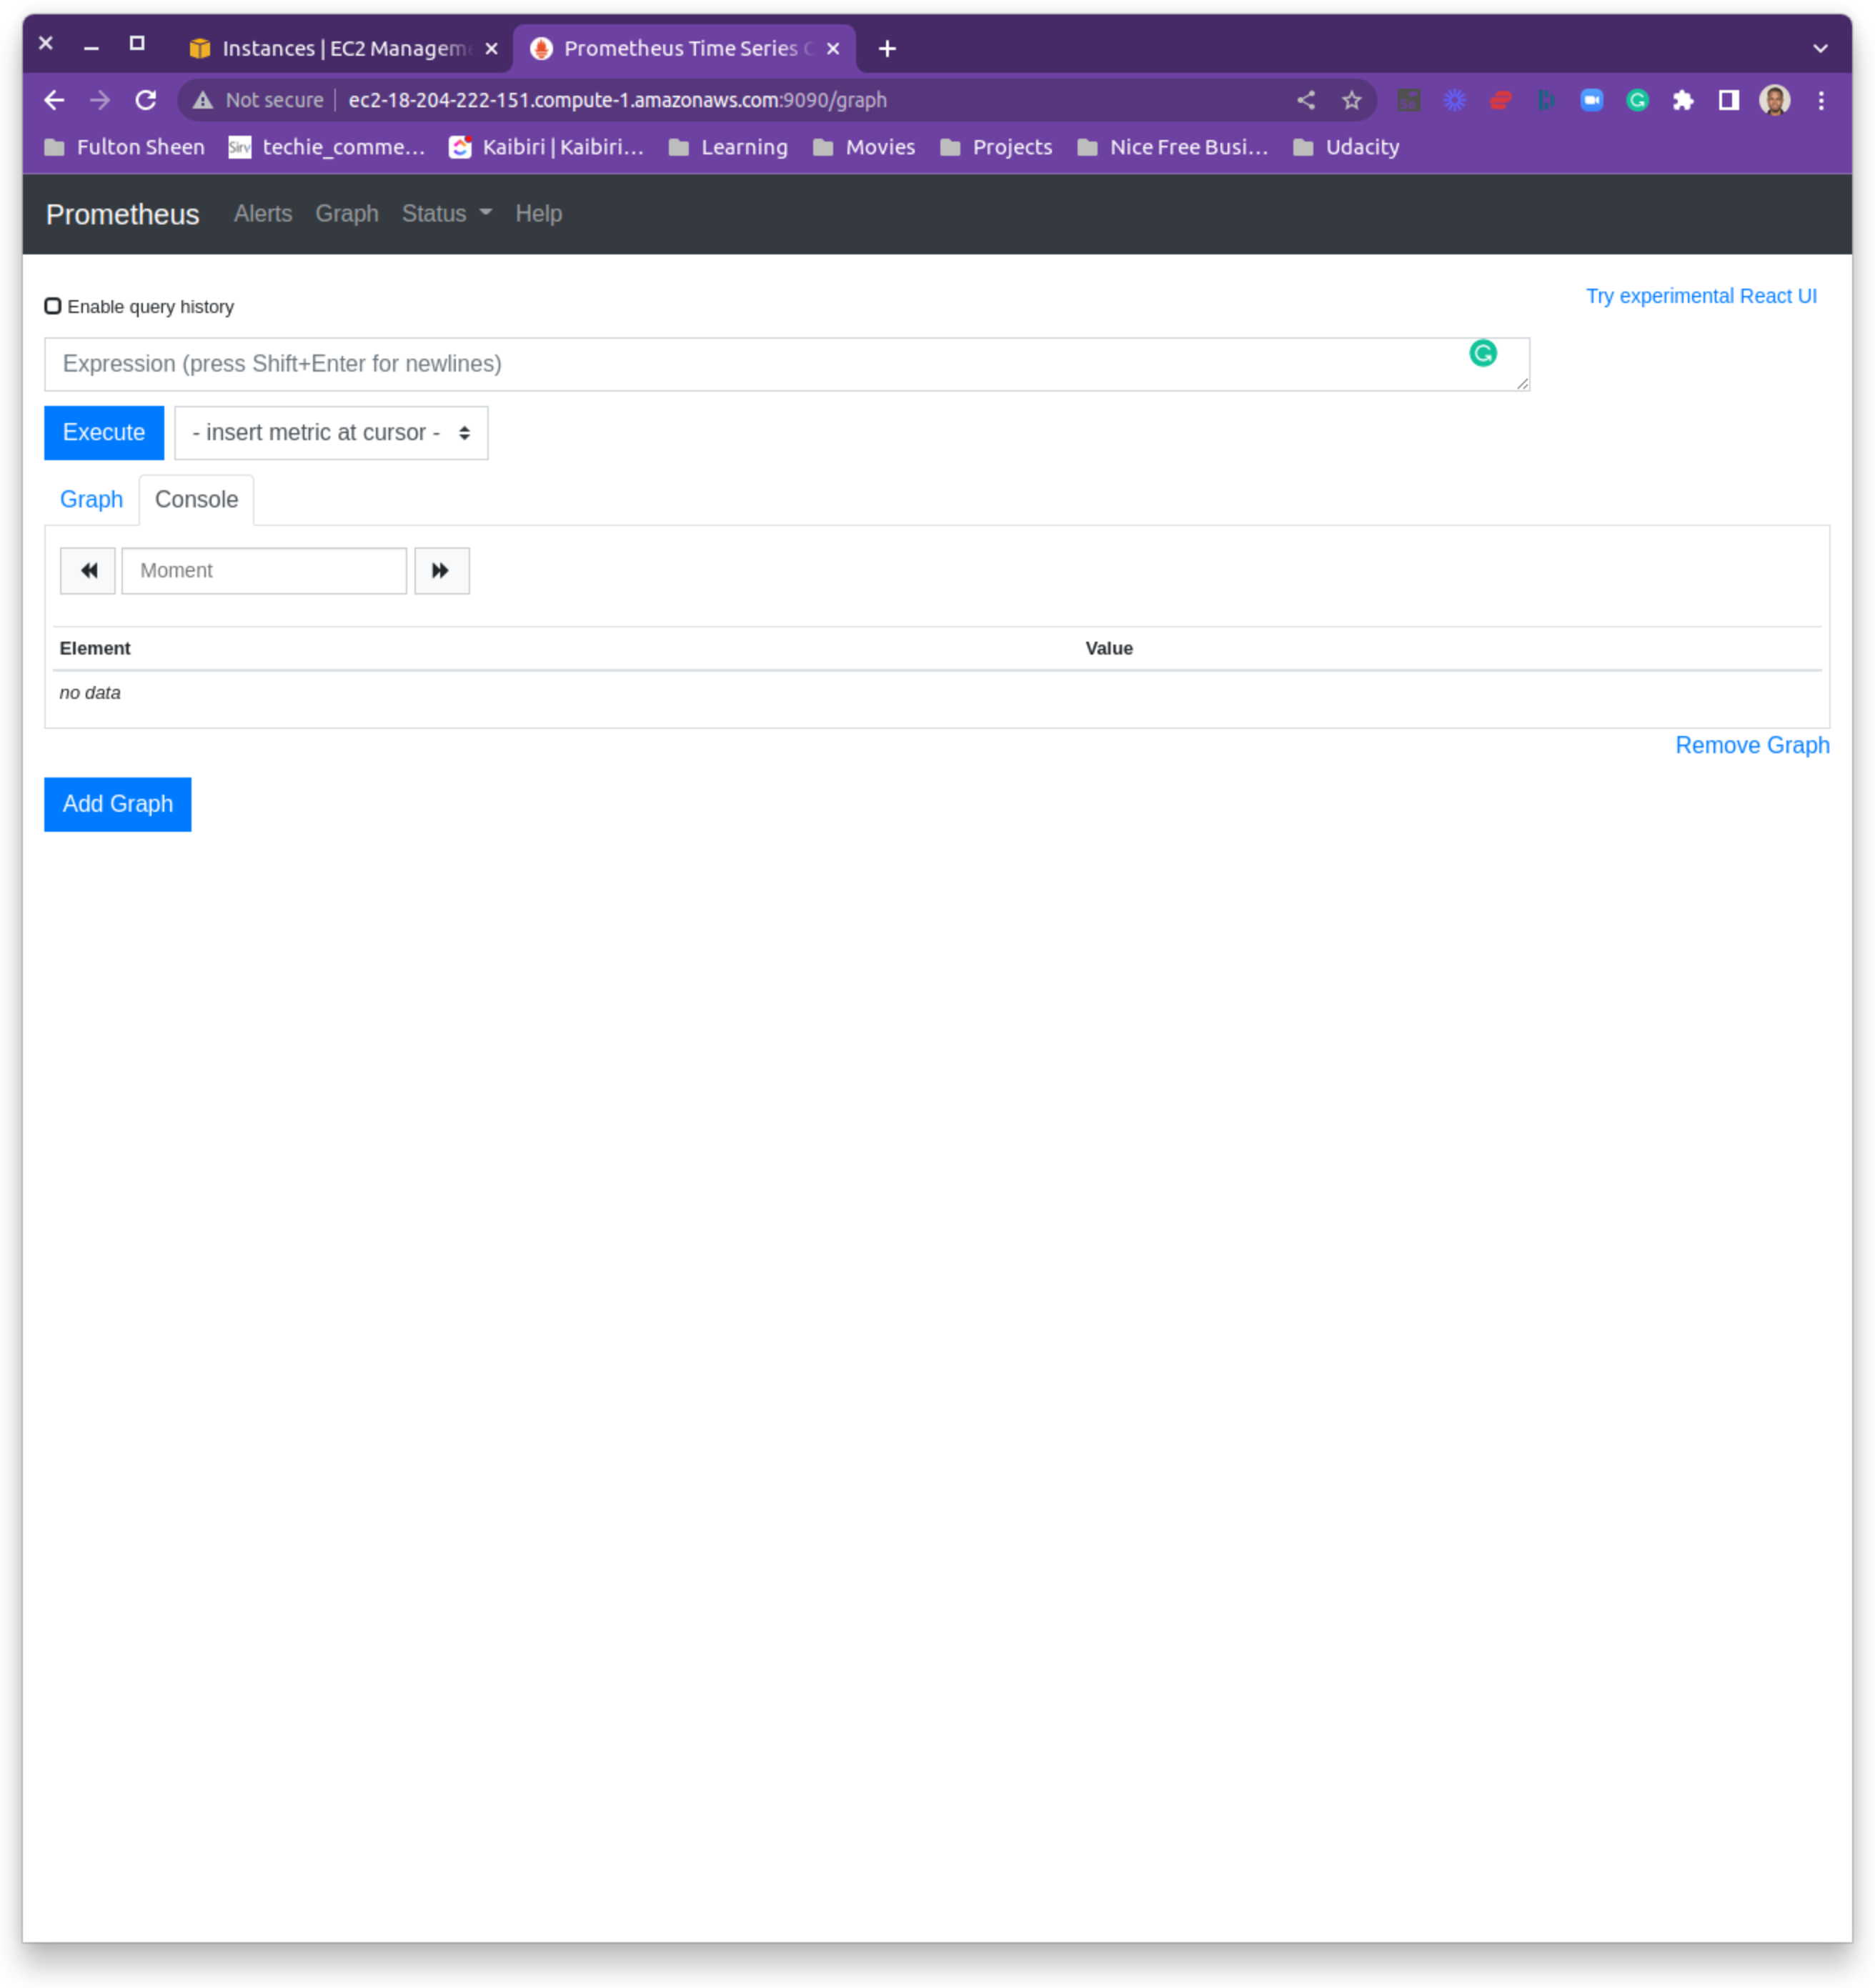 Instances | EC2 Managem
Prometheus Time Series C
Not secure
ec2-18-204-222-151.compute-1.amazonaws.com:9090/graph
Fulton Sheen
Sirv
techie_comme...
Kaibiri | Kaibiri...
Learning
Movies
Projects
Nice Free Busi...
Udacity
Prometheus
Alerts
Graph
Status
Help
Enable query history
Try experimental React UI
Expression (press Shift+Enter for newlines)
Execute
- insert metric at cursor -
Graph
Console
Moment
Element
Value
no data
Remove Graph
Add Graph